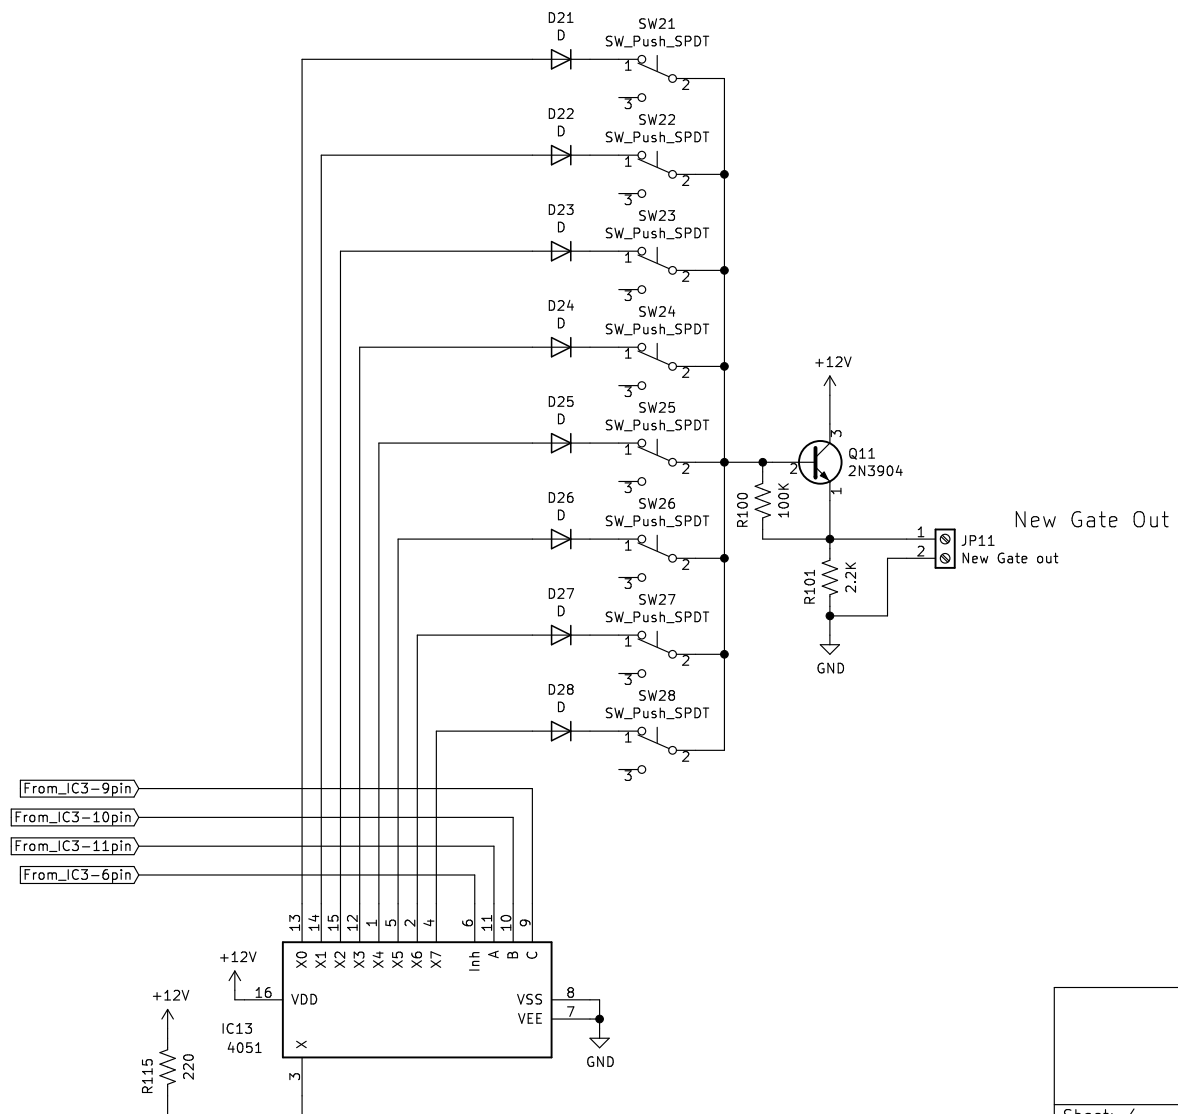 D21
D
SW21
SW_Push_SPDT
1
2
3
D22
D
SW22
SW_Push_SPDT
1
2
3
D23
D
SW23
SW_Push_SPDT
1
2
3
D24
D
SW24
SW_Push_SPDT
1
2
3
D25
D
SW25
SW_Push_SPDT
1
2
3
D26
D
SW26
SW_Push_SPDT
1
2
3
D27
D
SW27
SW_Push_SPDT
1
2
3
D28
D
SW28
SW_Push_SPDT
1
2
3
+12V
3
2
1
Q11
2N3904
R100
100K
R101
2.2K
GND
1
2
JP11
New Gate out
New Gate Out
From_IC3-9pin
From_IC3-10pin
From_IC3-11pin
From_IC3-6pin
13
14
15
12
1
5
2
4
6
11
10
9
X0
X1
X2
X3
X4
X5
X6
X7
Inh
A
B
C
+12V
16
VDD
VSS
8
VEE
7
GND
IC13
4051
X
3
+12V
R115
220